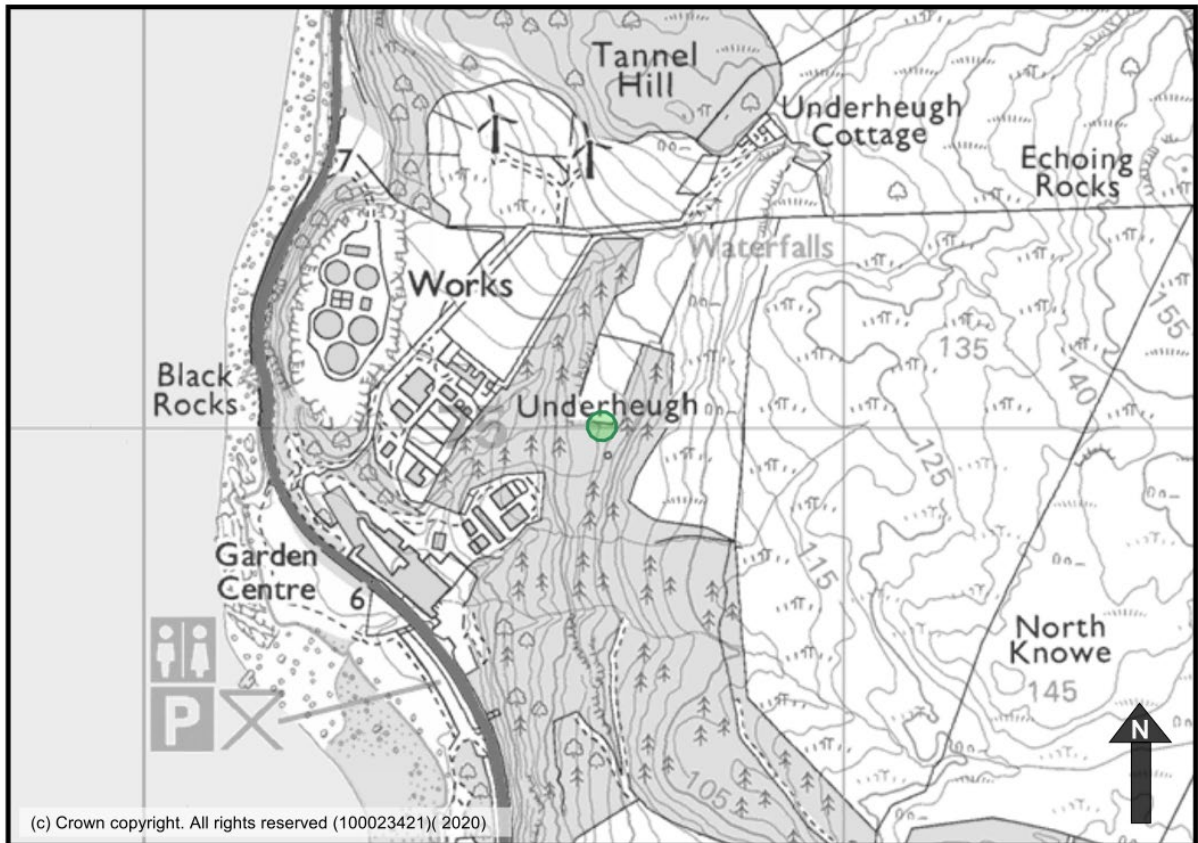 Tannel
Hill
Underheugh
Cottage
Echoing
Rocks
7
Waterfalls
Works
155
135
140
Black
Rocks
Underheugh
125
115
Garden
Centre
6
North
Knowe
145
P
N
105
(c) Crown copyright. All rights reserved (100023421)( 2020)